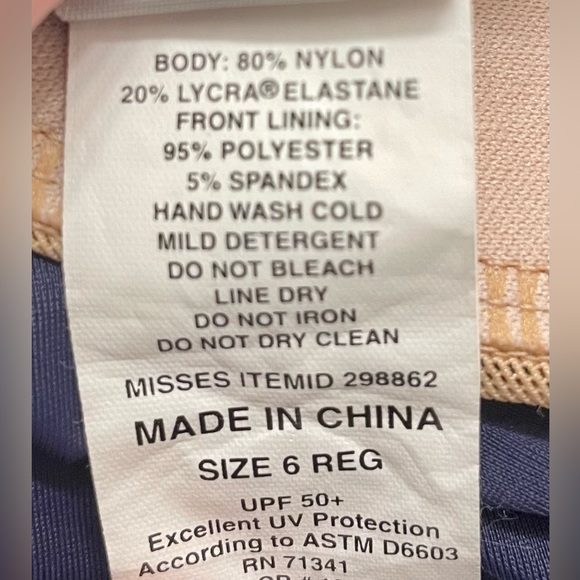 BODY: 80% NYLON
20% LYCRA® ELASTANE
FRONT LINING:
95% POLYESTER
5% SPANDEX
HAND WASH COLD
MILD DETERGENT
DO NOT BLEACH
LINE DRY
DO NOT IRON
DO NOT DRY CLEAN
MISSES ITEMID 298862
MADE IN CHINA
SIZE 6 REG
UPF 50+
Excellent UV Protection
According to ASTM D6603
RN 71341